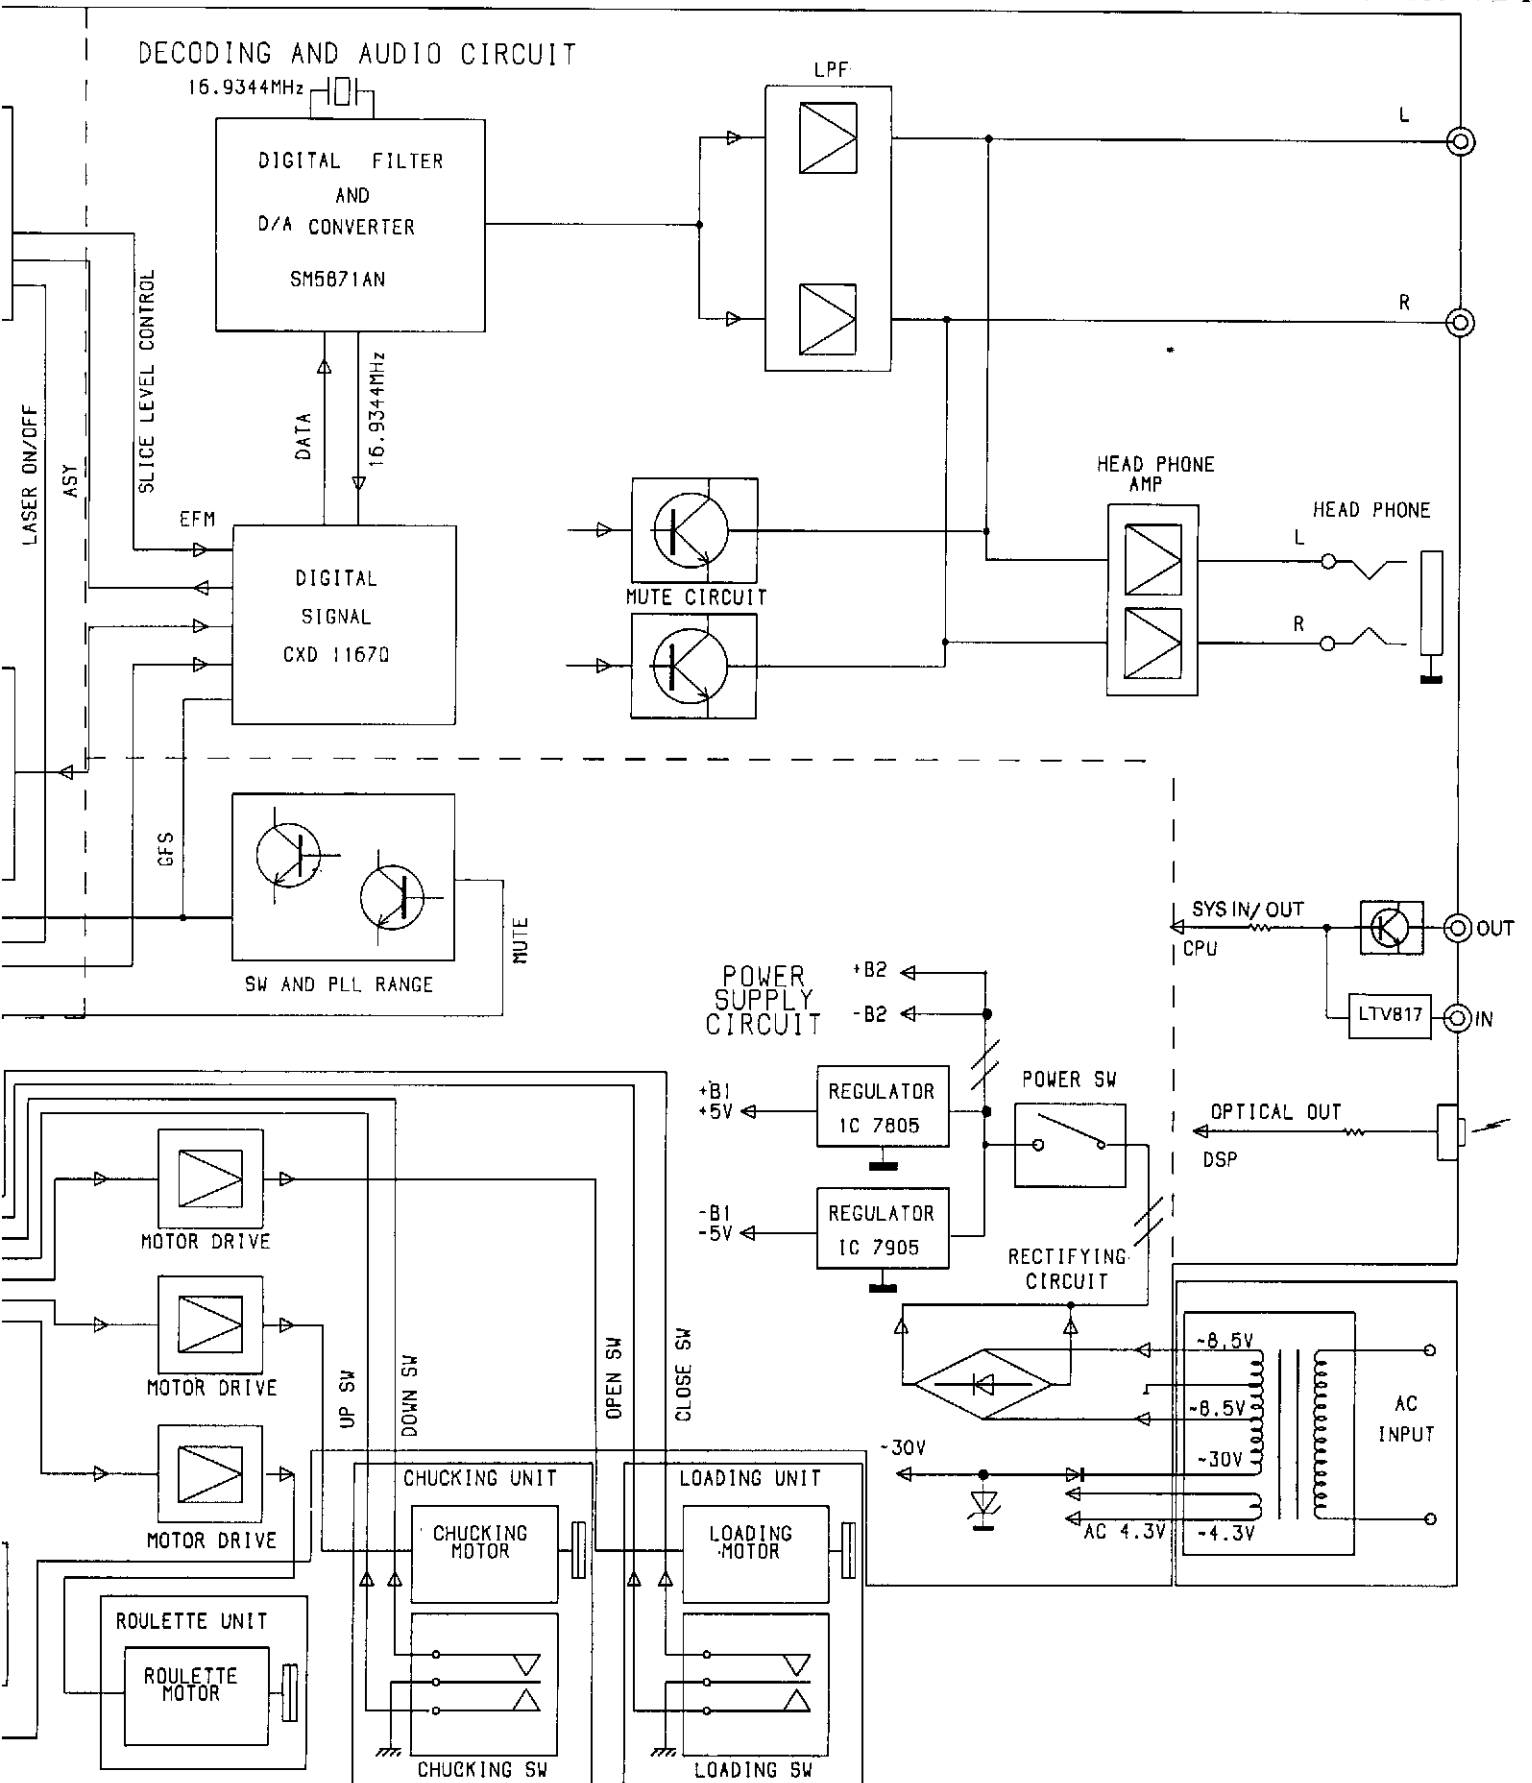 DECODING AND AUDIO CIRCUIT
16.9344MHz
LPF
L
DIGITAL FILTER
AND
D/A CONVERTER
SM5871AN
R
SLICE LEVEL CONTROL
LASER ON/OFF
ASY
DATA
16.9344MHz
EFM
DIGITAL
SIGNAL
CXD 1167Q
MUTE CIRCUIT
HEAD PHONE
AMP
HEAD PHONE
L
R
GFS
MUTE
SW AND PLL RANGE
SYS IN/OUT
CPU
OUT
LTV817
IN
POWER
SUPPLY
CIRCUIT
+B2
-B2
+B1
+5V
REGULATOR
IC 7805
POWER SW
OPTICAL OUT
DSP
-B1
-5V
REGULATOR
IC 7905
RECTIFYING
CIRCUIT
MOTOR DRIVE
MOTOR DRIVE
MOTOR DRIVE
UP SW
DOWN SW
OPEN SW
CLOSE SW
~8.5V
~8.5V
~30V
~30V
AC 4.3V
~4.3V
AC
INPUT
CHUCKING UNIT
CHUCKING
MOTOR
LOADING UNIT
LOADING
MOTOR
ROULETTE UNIT
ROULETTE
MOTOR
CHUCKING SW
LOADING SW